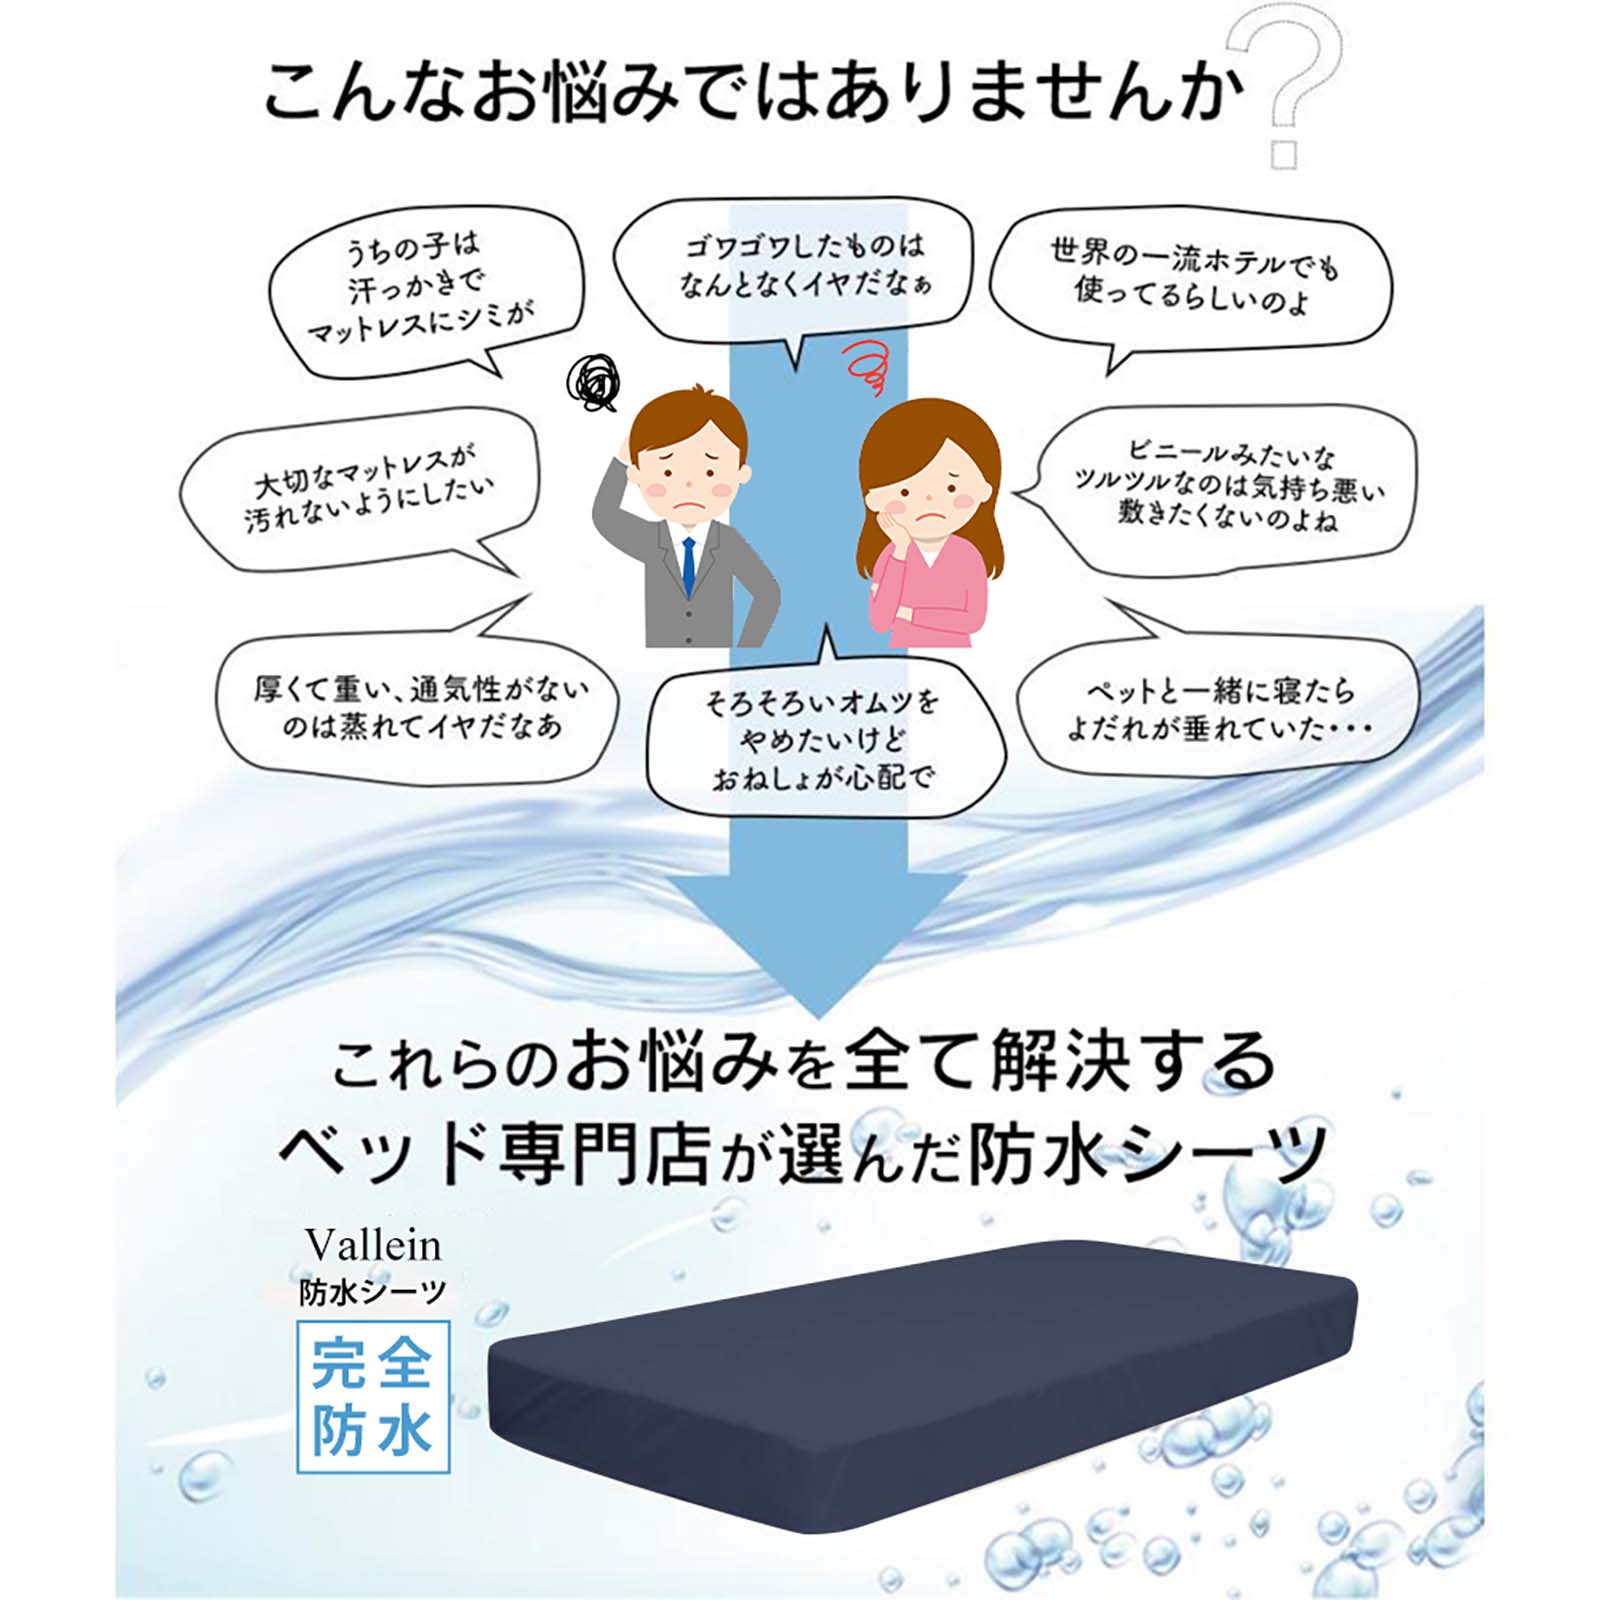 こんなお悩みではありませんか?
うちの子は
汗っかきで
マットレスにシミが
ゴワゴワしたものは
なんとなくイヤだなぁ
世界の一流ホテルでも
使ってるらしいのよ
大切なマットレスが
汚れないようにしたい
ビニールみたいな
ツルツルなのは気持ち悪い
敷きたくないのよね
厚くて重い、通気性がない
のは蒸れてイヤだなあ
そろそろいオムツを
やめたいけど
おねしょが心配で
ペットと一緒に寝たら
よだれが垂れていた・・・
これらのお悩みを全て解決する
ベッド専門店が選んだ防水シーツ
Vallein
防水シーツ
完全
防水